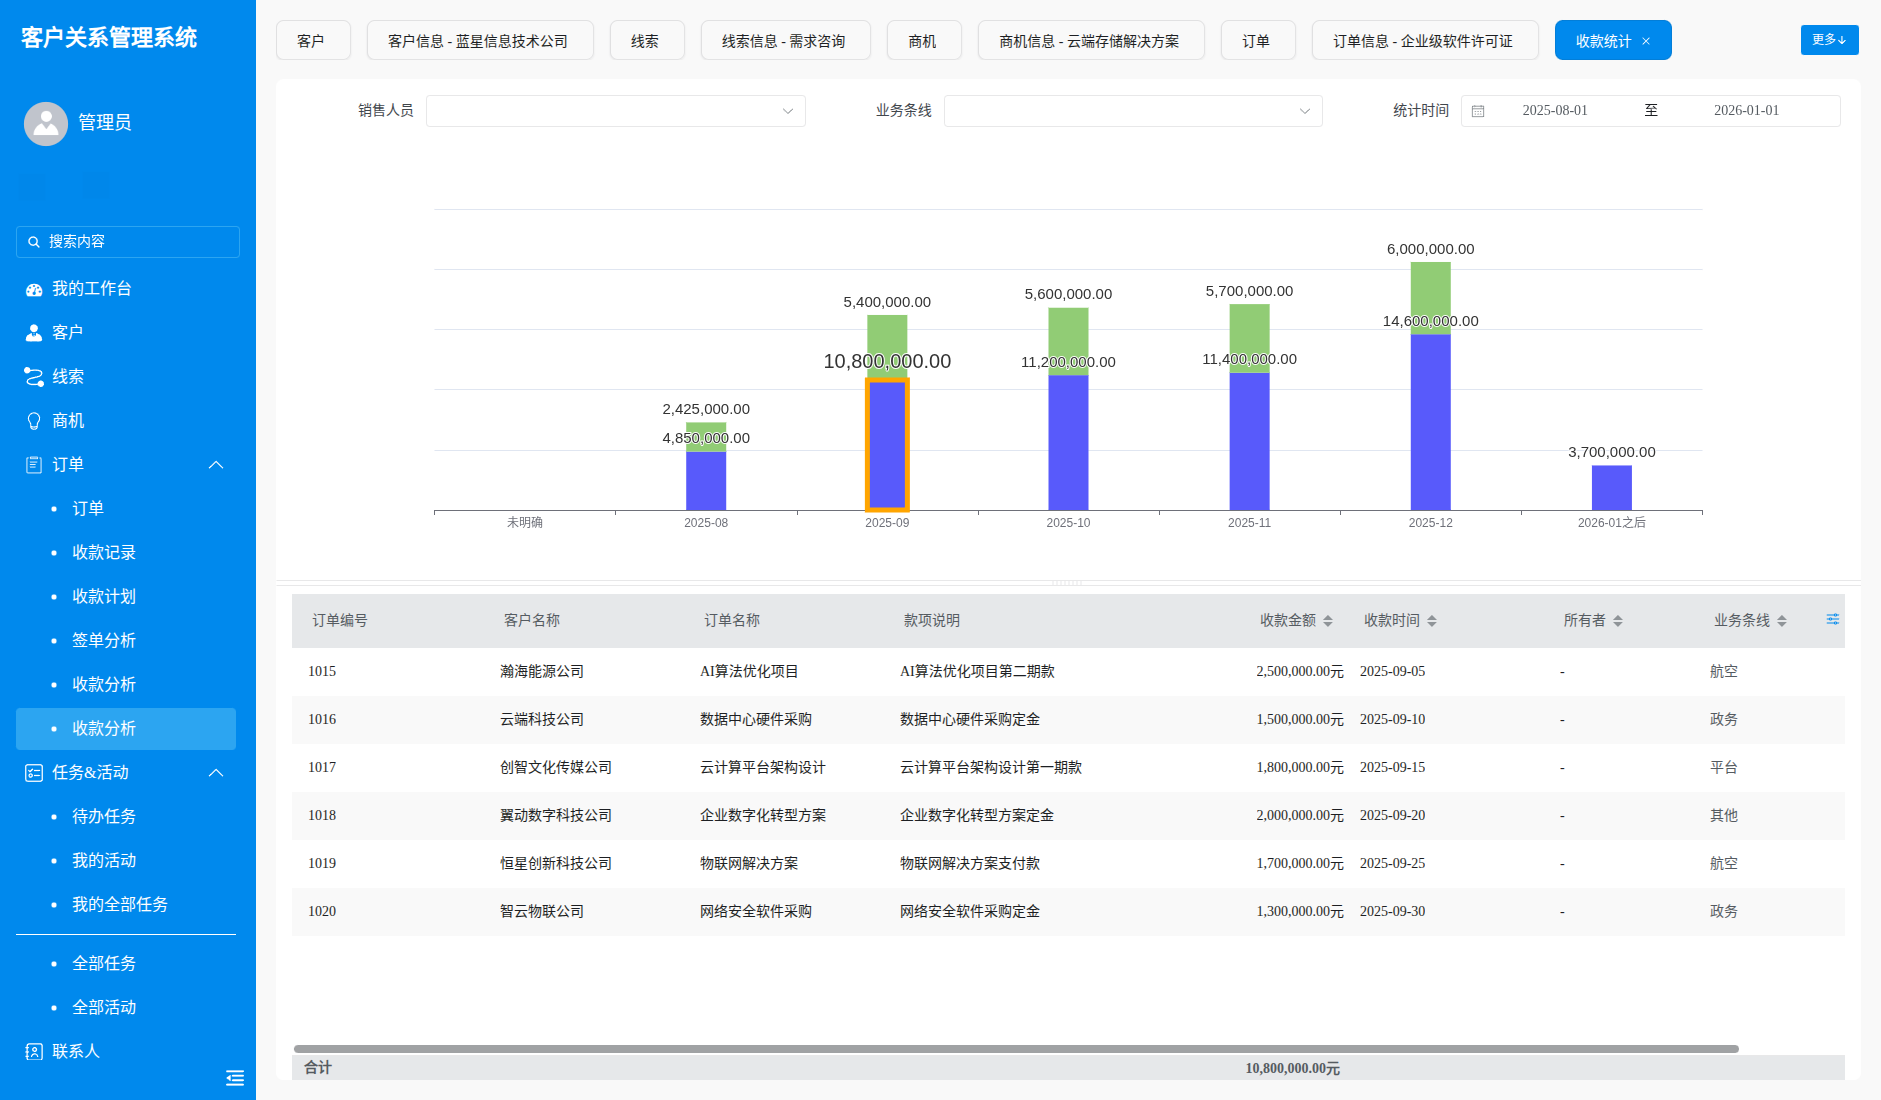 客户关系管理系统
管理员
搜索内容
我的工作台
客户
线索
商机
订单
订单
收款记录
收款计划
签单分析
收款分析
收款分析
任务&活动
待办任务
我的活动
我的全部任务
全部任务
全部活动
联系人
客户 客户信息 - 蓝星信息技术公司 线索 线索信息 - 需求咨询 商机 商机信息 - 云端存储解决方案 订单 订单信息 - 企业级软件许可证 收款统计 × 更多↓
销售人员 业务条线 统计时间 2025-08-01 至 2026-01-01
6,000,000.00
5,400,000.00 5,600,000.00 5,700,000.00
14,600,000.00
10,800,000.00 11,200,000.00 11,400,000.00
2,425,000.00
4,850,000.00
3,700,000.00
未明确 2025-08 2025-09 2025-10 2025-11 2025-12 2026-01之后
订单编号 客户名称 订单名称 款项说明 收款金额 收款时间 所有者 业务条线
1015 瀚海能源公司 AI算法优化项目 AI算法优化项目第二期款 2,500,000.00元 2025-09-05 - 航空
1016 云端科技公司 数据中心硬件采购 数据中心硬件采购定金 1,500,000.00元 2025-09-10 - 政务
1017 创智文化传媒公司 云计算平台架构设计 云计算平台架构设计第一期款 1,800,000.00元 2025-09-15 - 平台
1018 翼动数字科技公司 企业数字化转型方案 企业数字化转型方案定金 2,000,000.00元 2025-09-20 - 其他
1019 恒星创新科技公司 物联网解决方案 物联网解决方案支付款 1,700,000.00元 2025-09-25 - 航空
1020 智云物联公司 网络安全软件采购 网络安全软件采购定金 1,300,000.00元 2025-09-30 - 政务
合计 10,800,000.00元